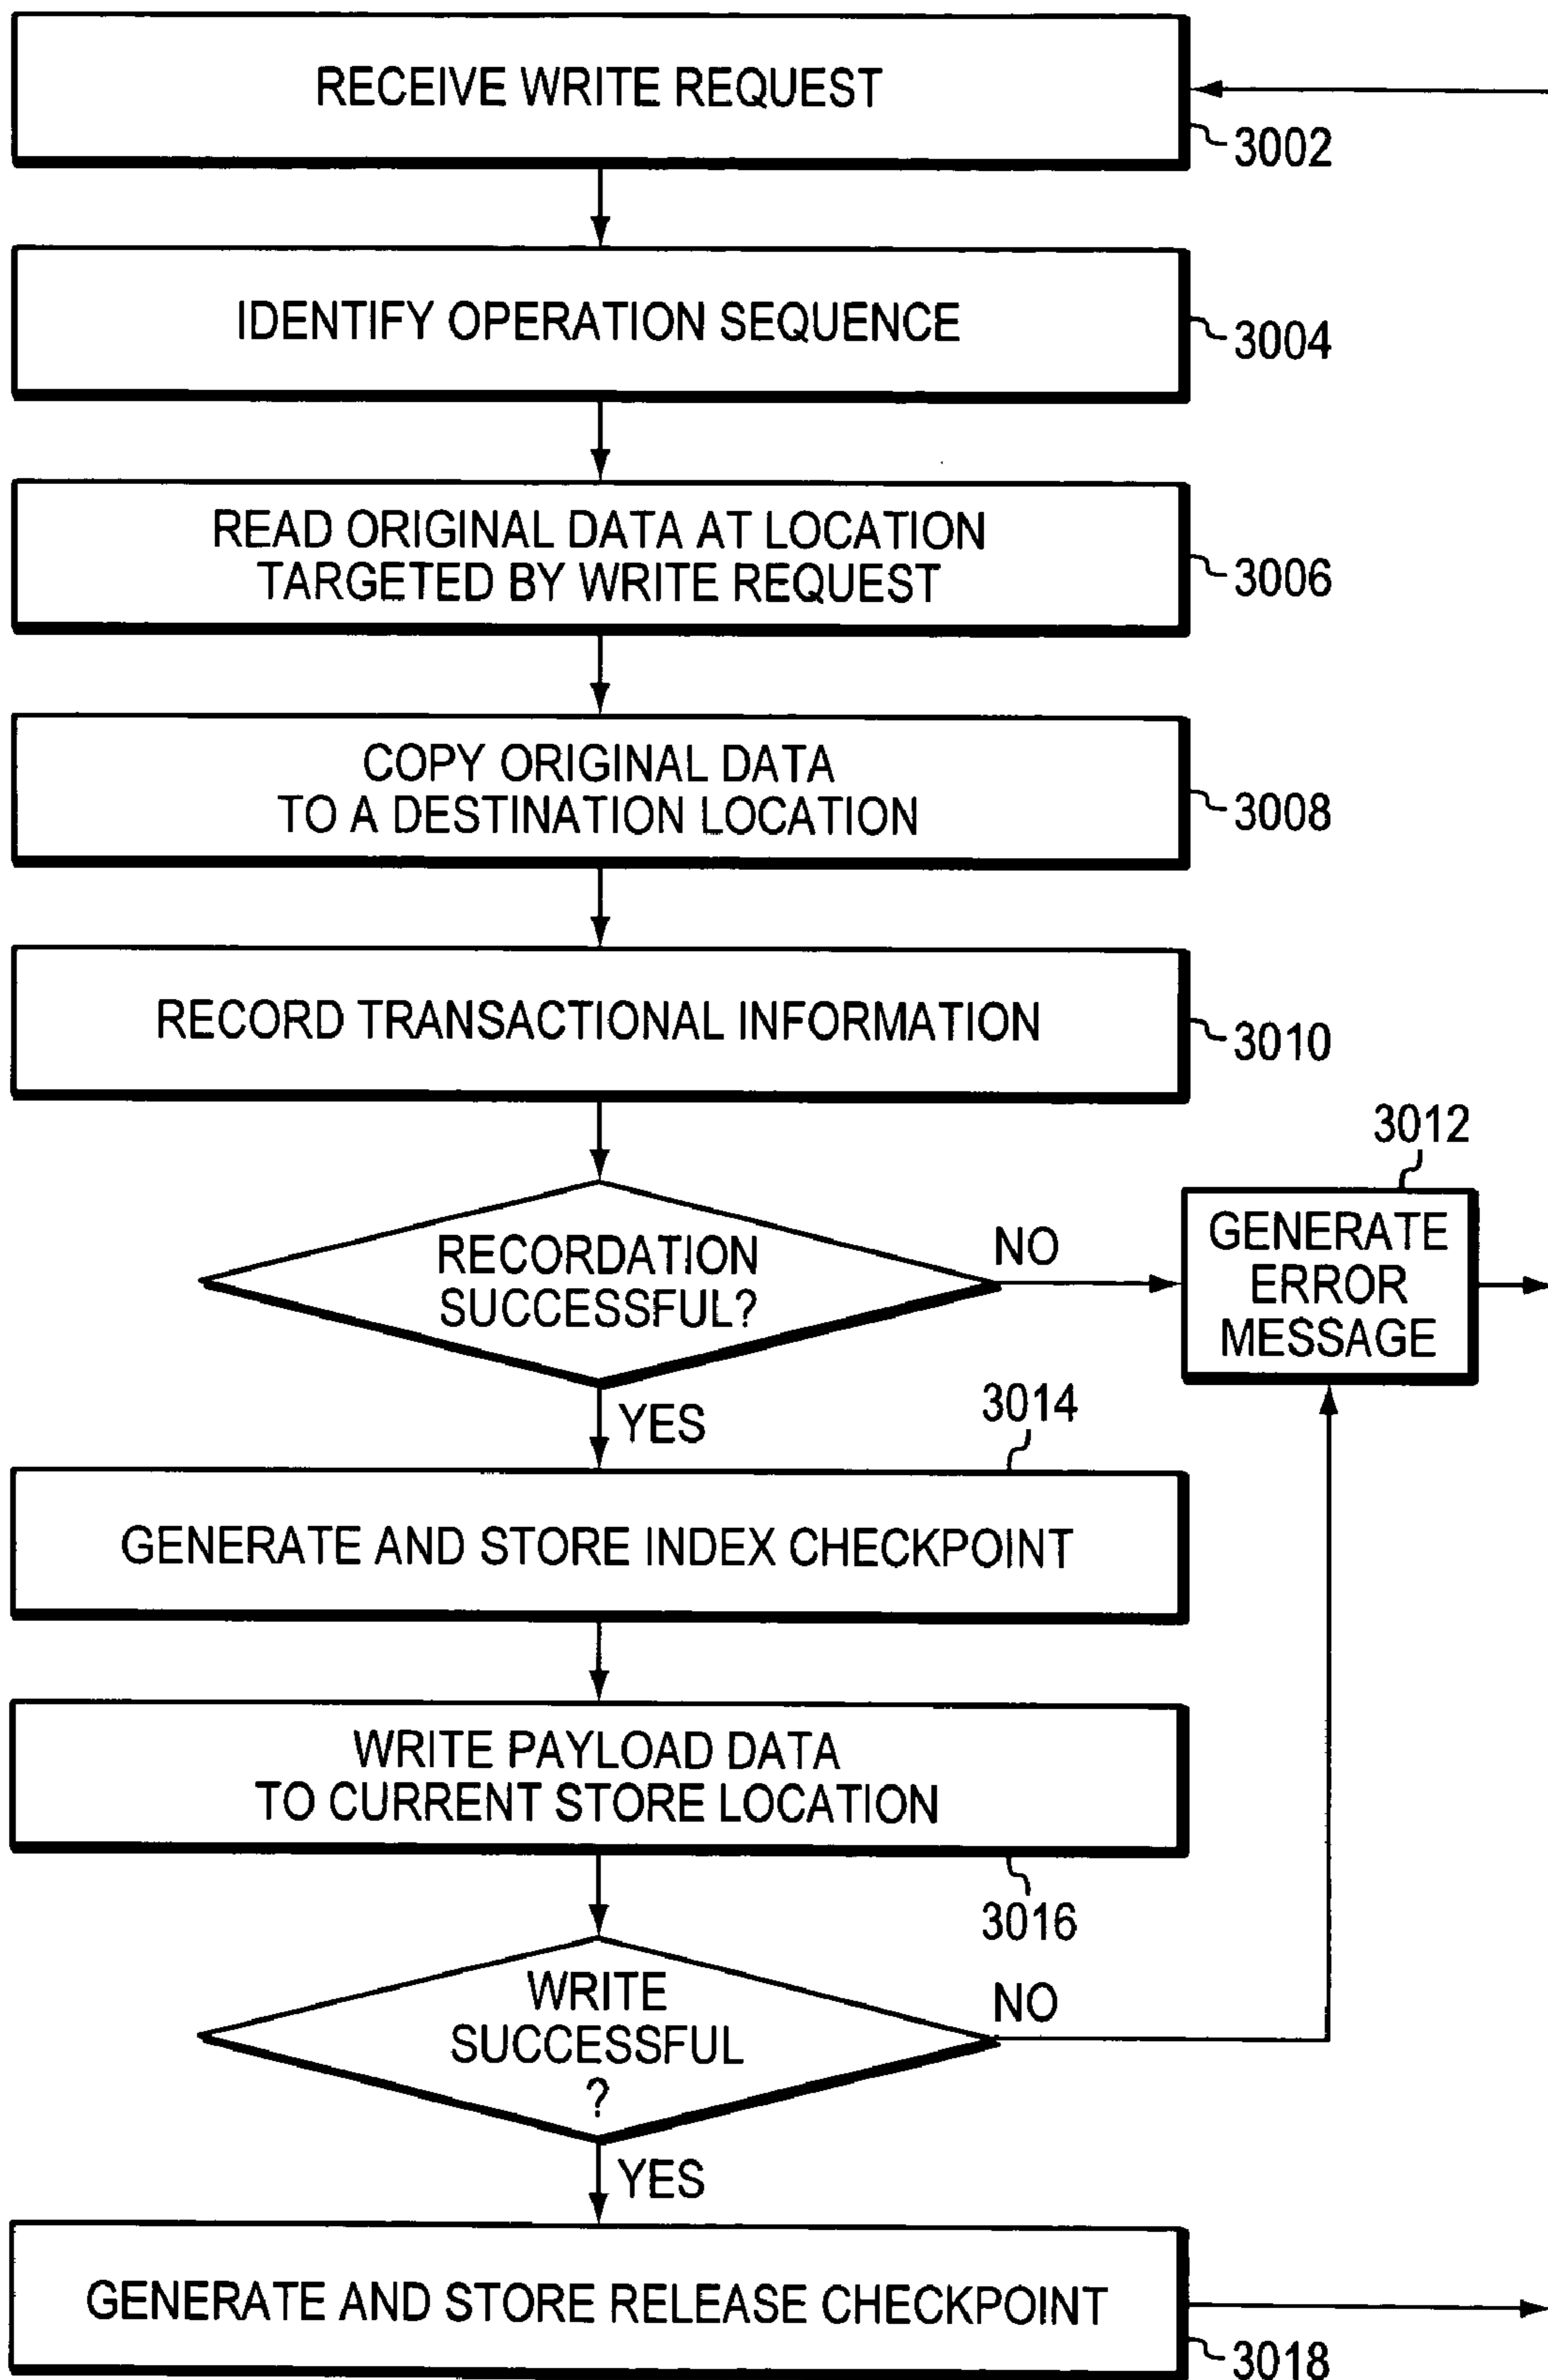 RECEIVE WRITE REQUEST
3002
IDENTIFY OPERATION SEQUENCE
3004
READ ORIGINAL DATA AT LOCATION
TARGETED BY WRITE REQUEST
3006
COPY ORIGINAL DATA
TO A DESTINATION LOCATION
3008
RECORD TRANSACTIONAL INFORMATION
3010
3012
RECORDATION
SUCCESSFUL?
NO
GENERATE
ERROR
MESSAGE
YES
3014
GENERATE AND STORE INDEX CHECKPOINT
WRITE PAYLOAD DATA
TO CURRENT STORE LOCATION
3016
WRITE
SUCCESSFUL
?
NO
YES
GENERATE AND STORE RELEASE CHECKPOINT
3018